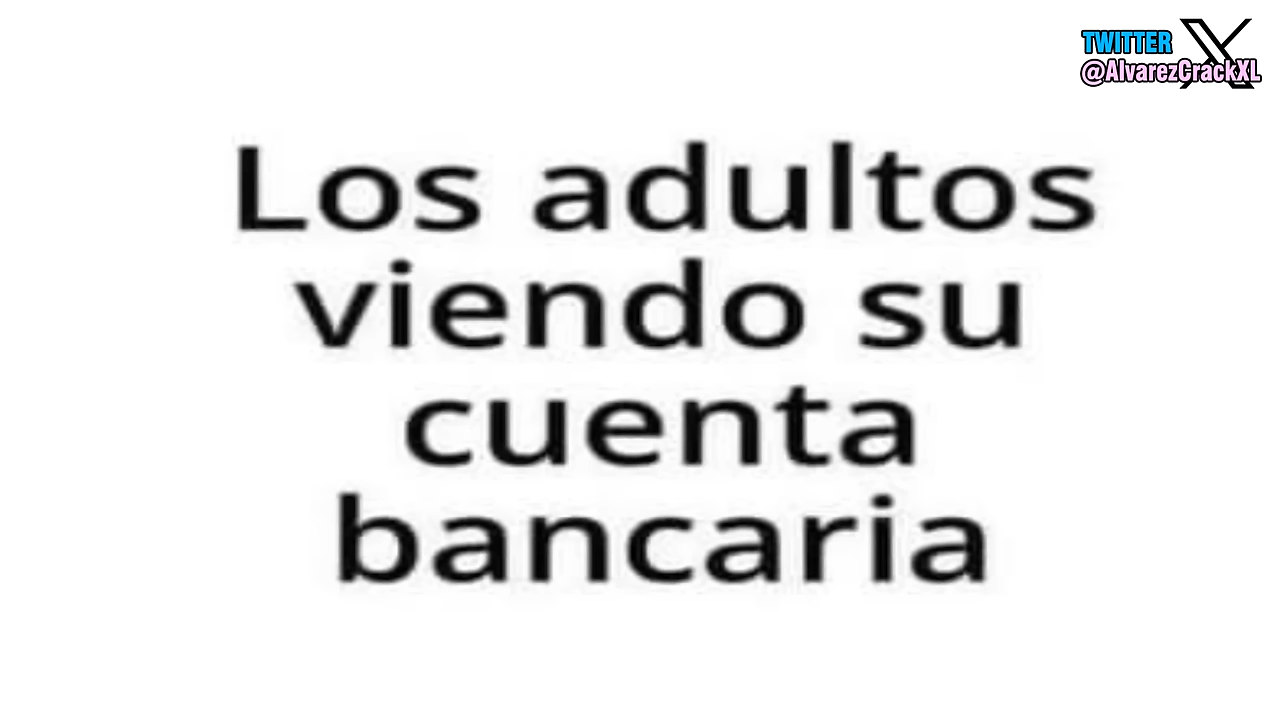 TWITTER
@AlvarezCrackXL
Los adultos
viendo su
cuenta
bancaria